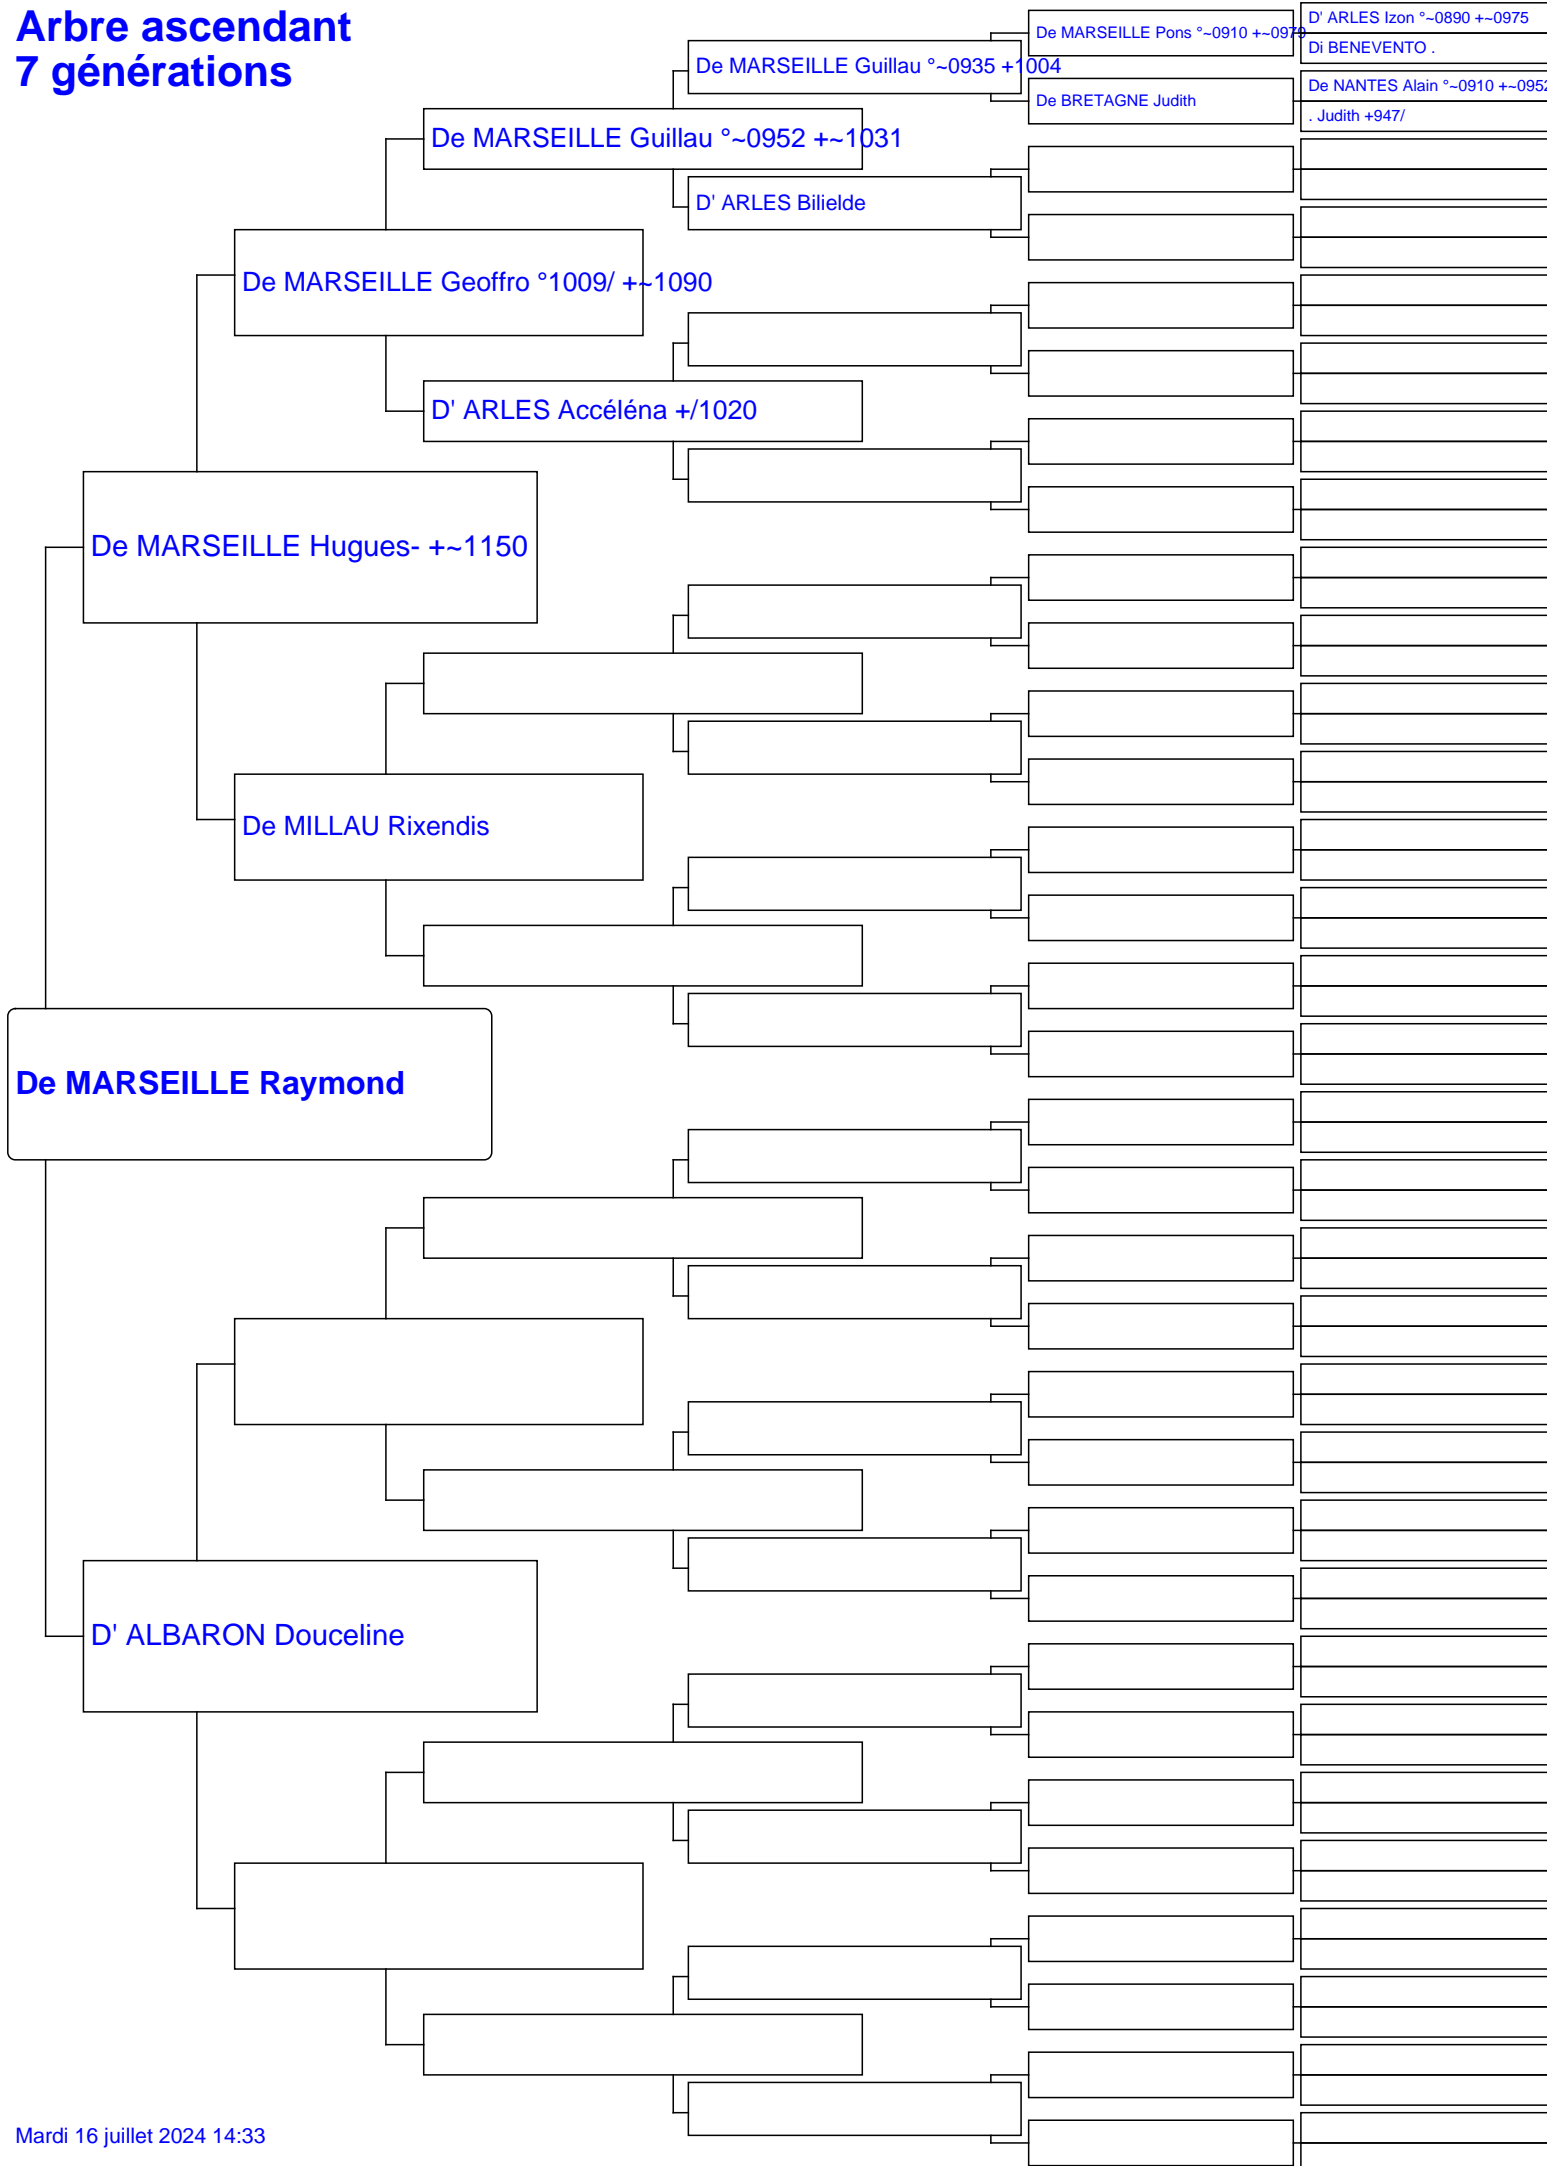 Arbre ascendant
7 générations
De MARSEILLE Pons °~0910 +~0979
D' ARLES Izon °~0890 +~0975
Di BENEVENTO .
De MARSEILLE Guillau °~0935 +1004
De BRETAGNE Judith
De NANTES Alain °~0910 +~0952
. Judith +947/
De MARSEILLE Guillau °~0952 +~1031
D' ARLES Bilielde
De MARSEILLE Geoffro °1009/ +~1090
D' ARLES Accéléna +/1020
De MARSEILLE Hugues- +~1150
De MILLAU Rixendis
De MARSEILLE Raymond
D' ALBARON Douceline
Mardi 16 juillet 2024 14:33